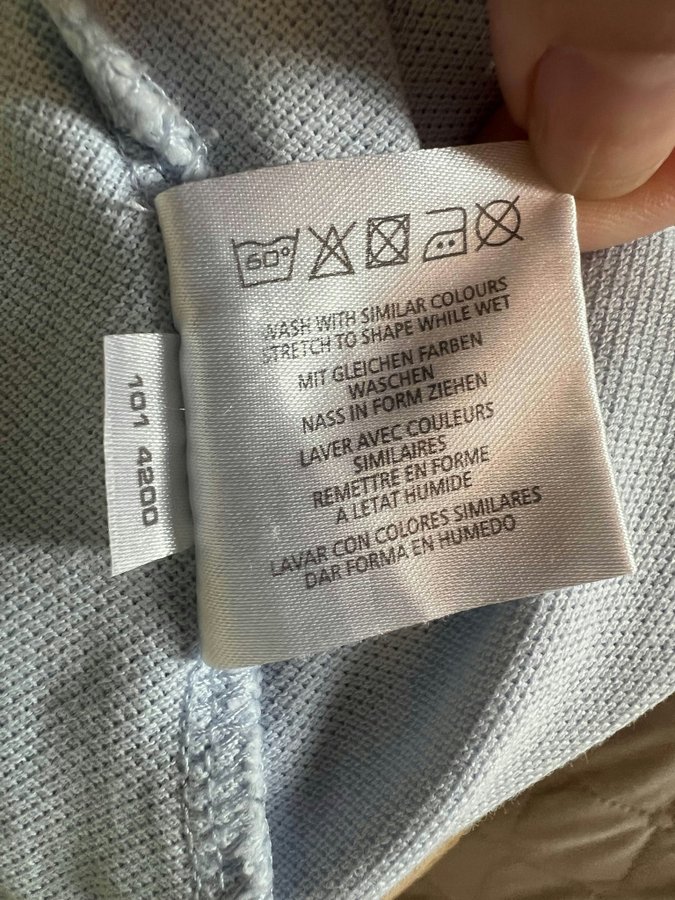 60°
WASH WITH SIMILAR COLOURS
STRETCH TO SHAPE WHILE WET
MIT GLEICHEN FARBEN
WASCHEN
NASS IN FORM ZIEHEN
LAVER AVEC COULEURS
SIMILAIRES
REMETTRE EN FORME
A LETAT HUMIDE
LAVAR CON COLORES SIMILARES
DAR FORMA EN HUMEDO
101 4200